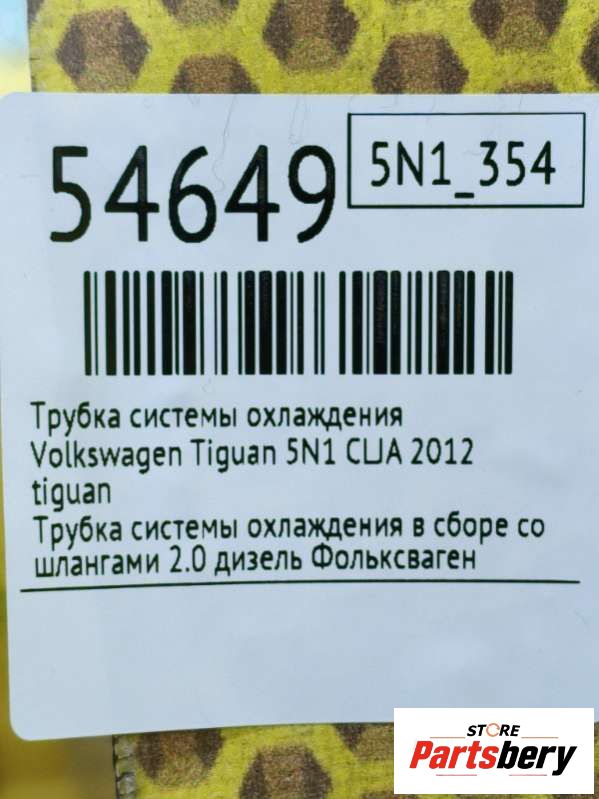 54649
5N1_354
Трубка системы охлаждения
Volkswagen Tiguan 5N1 CLJA 2012
tiguan
Трубка системы охлаждения в сборе со
шлангами 2.0 дизель Фольксваген
STORE
Partsbery